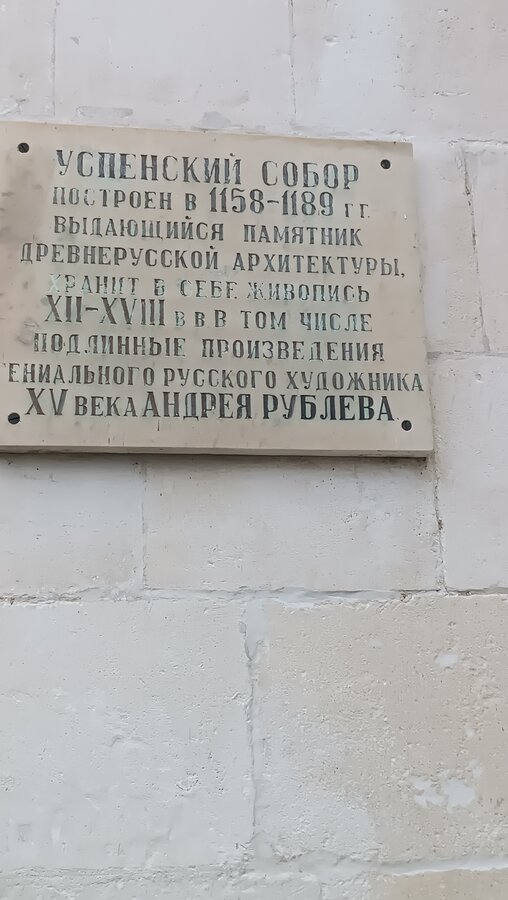 УСПЕНСКИЙ СОБОР
ПОСТРОЕН В 1158-1189 ГГ.
ВЫДАЮЩИЙСЯ ПАМЯТНИК
ДРЕВНЕРУССКОЙ АРХИТЕКТУРЫ,
ХРАНИТ В СЕБЕ ЖИВОПИСЬ
XII-XVIII В В В ТОМ ЧИСЛЕ
ПОДЛИННЫЕ ПРОИЗВЕДЕНИЯ
ЕНИАЛЬНОГО РУССКОГО ХУДОЖНИКА
XV ВЕКА АНДРЕЯ РУБЛЕВА.